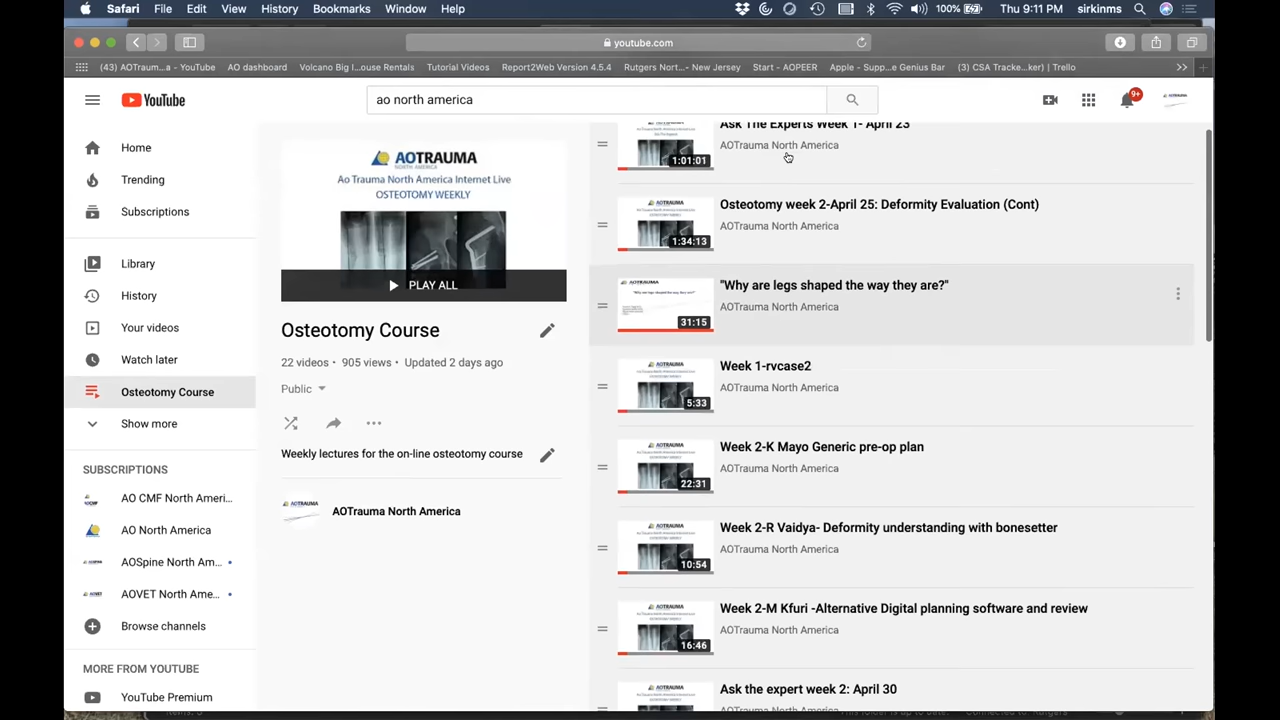 Safari File Edit View History Bookmarks Window Help 100% Thu 9:11 PM sirkinms
youtube.com
(43) AOTraum...a - YouTube AO dashboard Volcano Big I...ouse Rentals Tutorial Videos Report2Web Version 4.5.4 Rutgers Nort...- New Jersey Start - AOPEER Apple - Supp...e Genius Bar (3) CSA Tracke...k) | Trello
YouTube
ao north america
9+
Home
Trending
Subscriptions
Library
History
Your videos
Watch later
Osteotomy Course
Show more
SUBSCRIPTIONS
AO CMF North Ameri...
AO North America
AOSpine North Am...
AOVET North Ame...
Browse channels
MORE FROM YOUTUBE
YouTube Premium
AOTRAUMA
NORTH AMERICA
Ao Trauma North America Internet Live
OSTEOTOMY WEEKLY
PLAY ALL
Osteotomy Course
22 videos • 905 views • Updated 2 days ago
Public
Weekly lectures for the on-line osteotomy course
AOTrauma North America
Ask The Experts Week 1- April 23
AOTrauma North America
1:01:01
Osteotomy week 2-April 25: Deformity Evaluation (Cont)
AOTrauma North America
1:34:13
"Why are legs shaped the way they are?"
AOTrauma North America
31:15
Week 1-rvcase2
AOTrauma North America
5:33
Week 2-K Mayo Generic pre-op plan
AOTrauma North America
22:31
Week 2-R Vaidya- Deformity understanding with bonesetter
AOTrauma North America
10:54
Week 2-M Kfuri -Alternative Digital planning software and review
AOTrauma North America
16:46
Ask the expert week 2: April 30